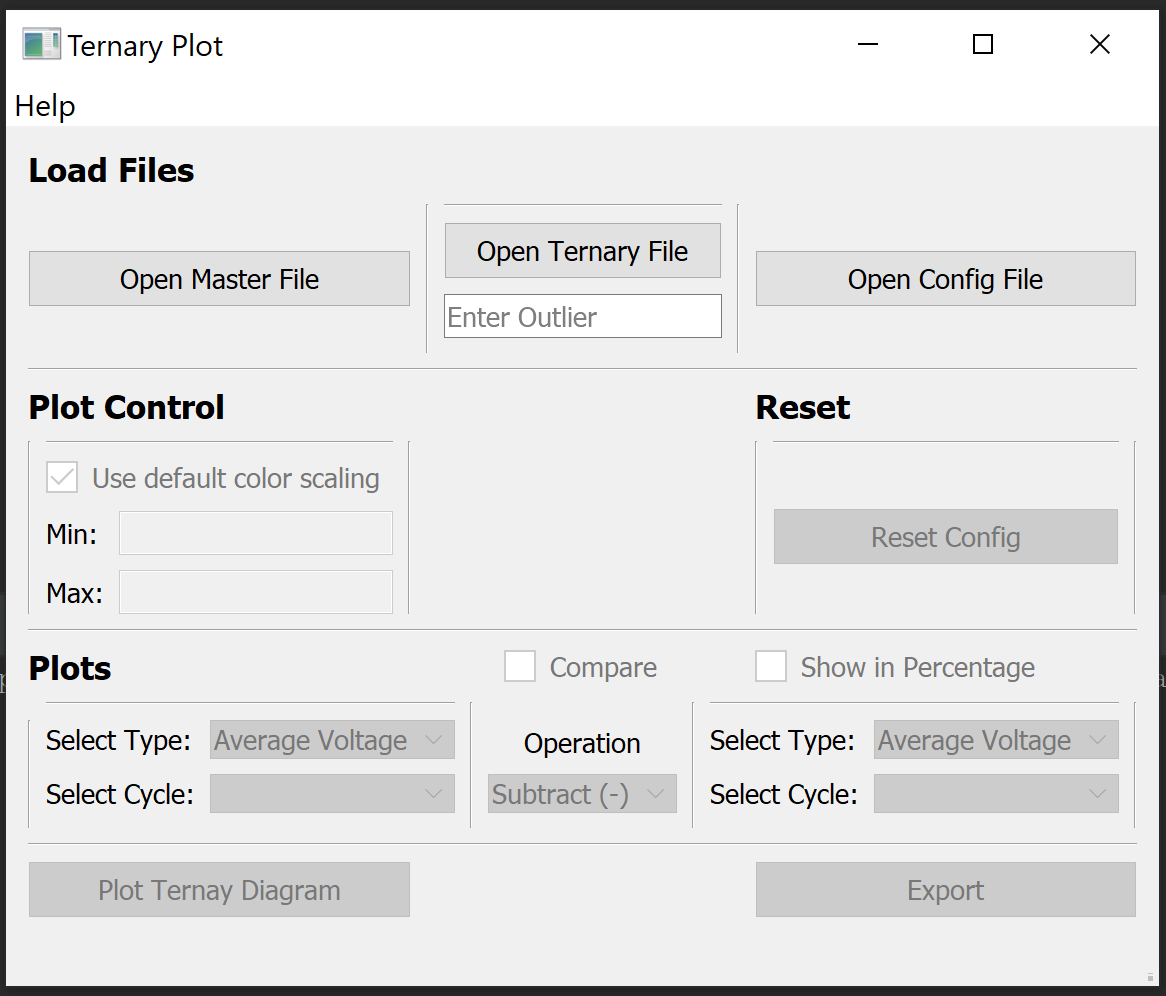 Ternary Plot
Help
Load Files
Open Master File
Open Ternary File
Enter Outlier
Open Config File
Plot Control
Reset
Use default color scaling
Min:
Max:
Reset Config
Plots
Compare
Show in Percentage
Select Type: Average Voltage
Select Cycle:
Operation
Subtract (-)
Select Type: Average Voltage
Select Cycle:
Plot Ternay Diagram
Export